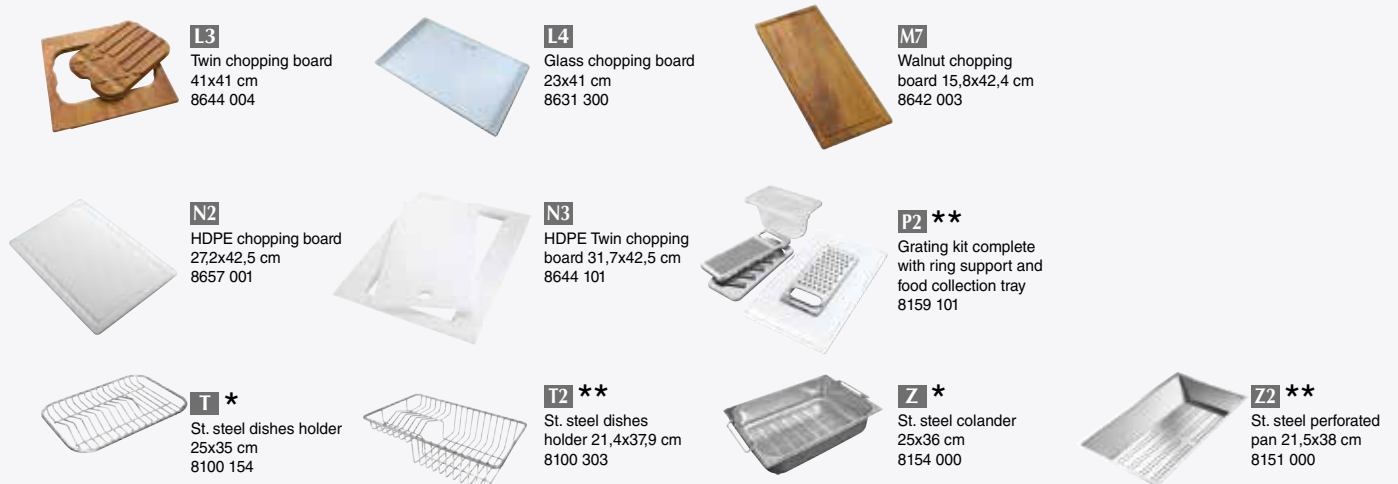 L3
Twin chopping board
41x41 cm
8644 004
L4
Glass chopping board
23x41 cm
8631 300
M7
Walnut chopping
board 15,8x42,4 cm
8642 003
N2
HDPE chopping board
27,2x42,5 cm
8657 001
N3
HDPE Twin chopping
board 31,7x42,5 cm
8644 101
P2 **
Grating kit complete
with ring support and
food collection tray
8159 101
T *
St. steel dishes holder
25x35 cm
8100 154
T2 **
St. steel dishes
holder 21,4x37,9 cm
8100 303
Z *
St. steel colander
25x36 cm
8154 000
Z2 **
St. steel perforated
pan 21,5x38 cm
8151 000